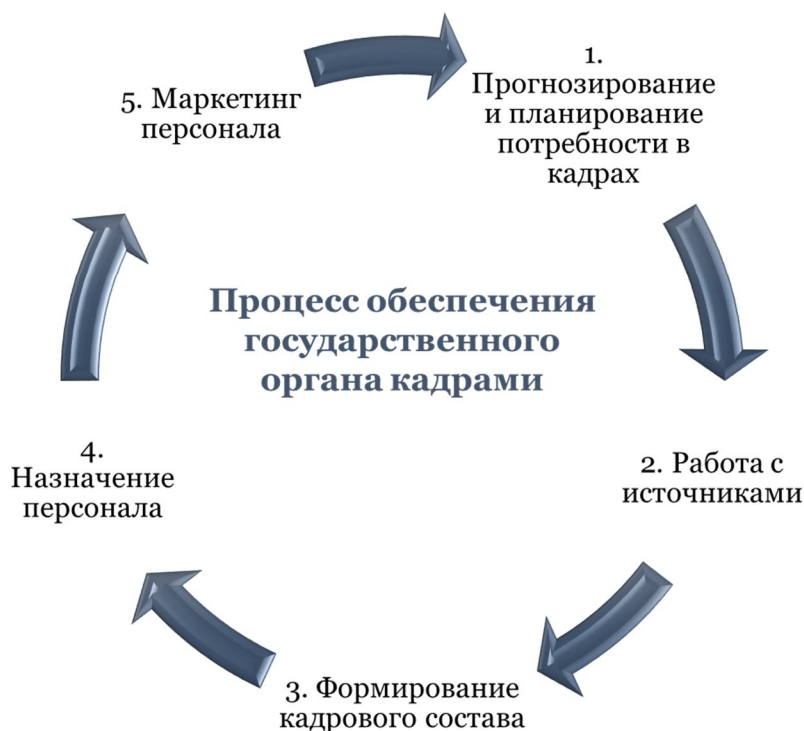 1.
Прогнозирование
и планирование
потребности в
кадрах
2. Работа с
источниками
3. Формирование
кадрового состава
4.
Назначение
персонала
5. Маркетинг
персонала
Процесс обеспечения
государственного
органа кадрами